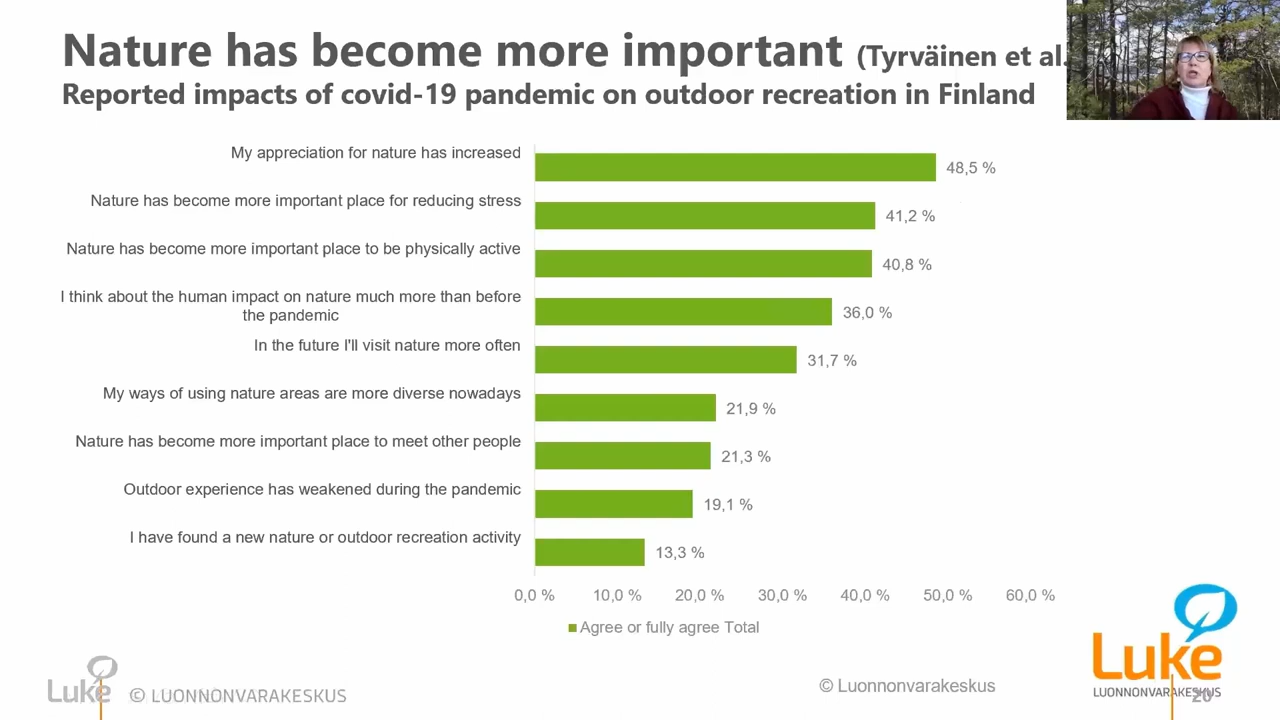 Nature has become more important (Tyrväinen et al.
Reported impacts of covid-19 pandemic on outdoor recreation in Finland
My appreciation for nature has increased
48,5 %
Nature has become more important place for reducing stress
41,2 %
Nature has become more important place to be physically active
40,8 %
I think about the human impact on nature much more than before
the pandemic
36,0 %
In the future I'll visit nature more often
31,7 %
My ways of using nature areas are more diverse nowadays
21,9 %
Nature has become more important place to meet other people
21,3 %
Outdoor experience has weakened during the pandemic
19,1 %
I have found a new nature or outdoor recreation activity
13,3 %
0,0 % 10,0 % 20,0 % 30,0 % 40,0 % 50,0 % 60,0 %
Agree or fully agree Total
Luke
© LUONNONVARAKESKUS
© Luonnonvarakeskus
Luke
LUONNONVARAKESKUS
20